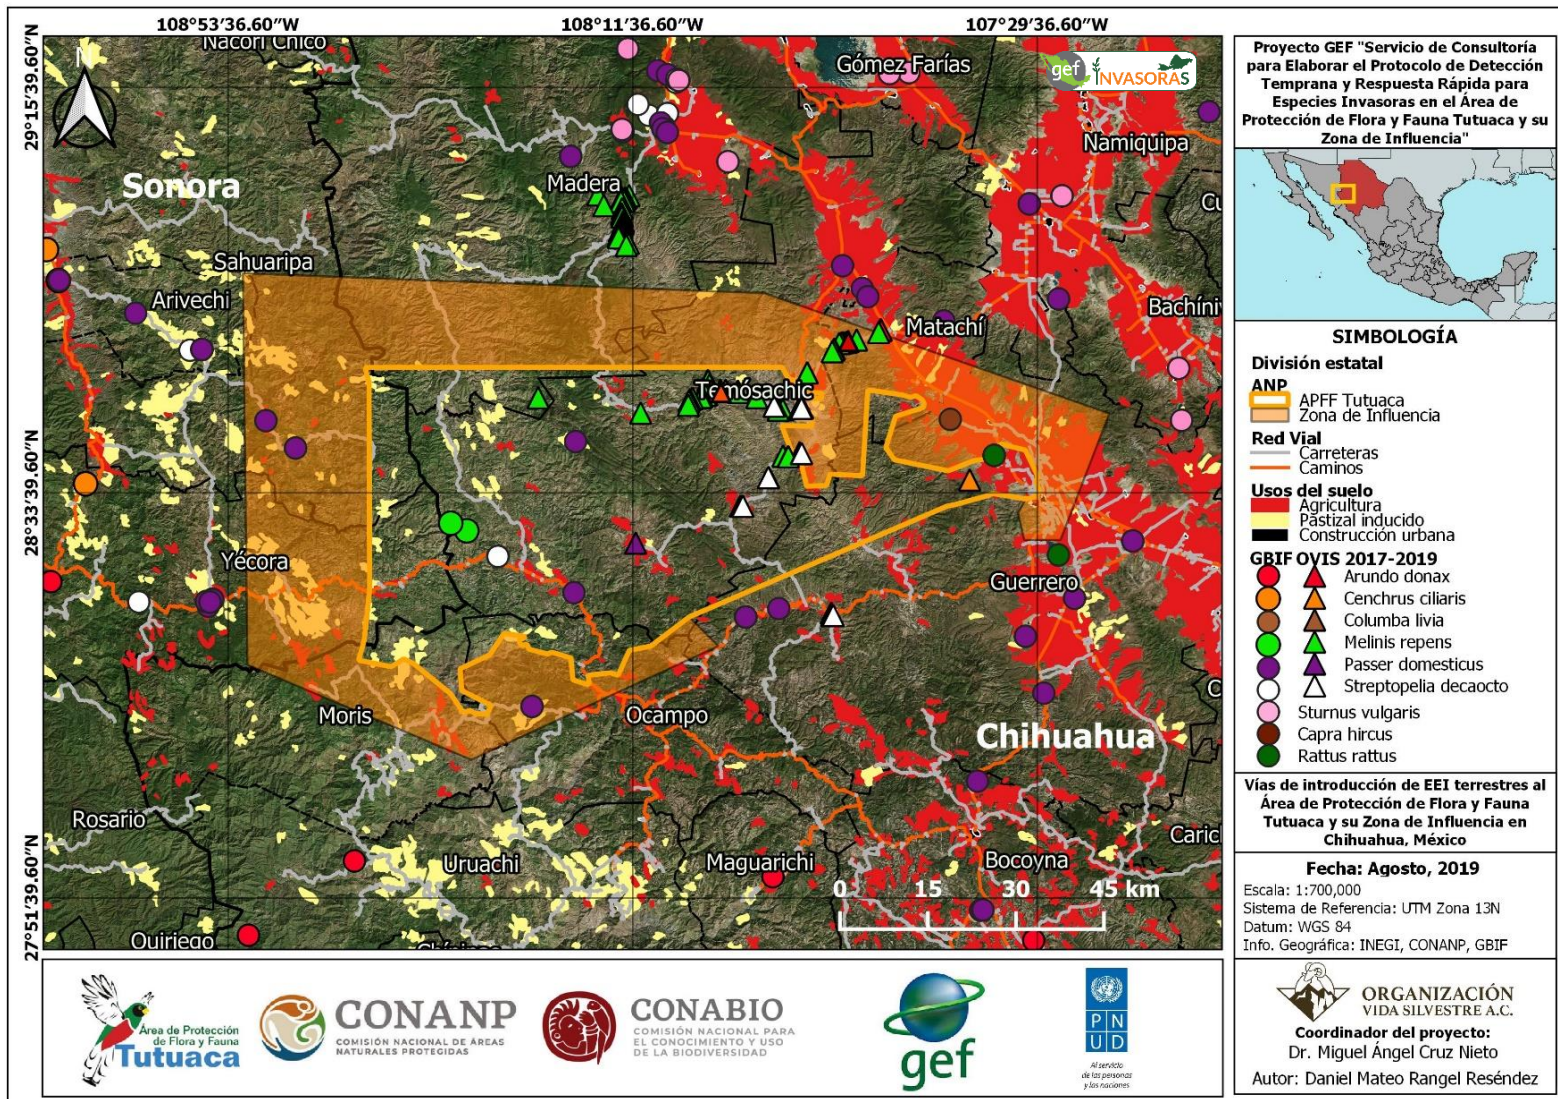 108°53'36.60"W
108°11'36.60"W
107°29'36.60"W
29°15'39.60"N
28°33'39.60"N
27°51'39.60"N
N
Nácori Chico
Gómez Farías
gef INVASORAS
Namiquipa
Sonora
Madera
Sahuaripa
Arivechi
Matachí
Temósachic
Yécora
Guerrero
Moris
Ocampo
Chihuahua
Rosario
Uruachi
Maguarichi
Bocoyna
Quiriego
0 15 30 45 km
Proyecto GEF "Servicio de Consultoría
para Elaborar el Protocolo de Detección
Temprana y Respuesta Rápida para
Especies Invasoras en el Área de
Protección de Flora y Fauna Tutuaca y su
Zona de Influencia"
SIMBOLOGÍA
División estatal
ANP
APFF Tutuaca
Zona de Influencia
Red Vial
Carreteras
Caminos
Usos del suelo
Agricultura
Pastizal inducido
Construcción urbana
GBIF OVIS 2017-2019
Arundo donax
Cenchrus ciliaris
Columba livia
Melinis repens
Passer domesticus
Streptopelia decaocto
Sturnus vulgaris
Capra hircus
Rattus rattus
Vías de introducción de EEI terrestres al
Área de Protección de Flora y Fauna
Tutuaca y su Zona de Influencia en
Chihuahua, México
Fecha: Agosto, 2019
Escala: 1:700,000
Sistema de Referencia: UTM Zona 13N
Datum: WGS 84
Info. Geográfica: INEGI, CONANP, GBIF
ORGANIZACIÓN
VIDA SILVESTRE A.C.
Coordinador del proyecto:
Dr. Miguel Ángel Cruz Nieto
Autor: Daniel Mateo Rangel Reséndez
Área de Protección
de Flora y Fauna
Tutuaca
CONANP
COMISIÓN NACIONAL DE ÁREAS
NATURALES PROTEGIDAS
CONABIO
COMISIÓN NACIONAL PARA
EL CONOCIMIENTO Y USO
DE LA BIODIVERSIDAD
gef
P N
U D
Al servicio
de las personas
y las naciones